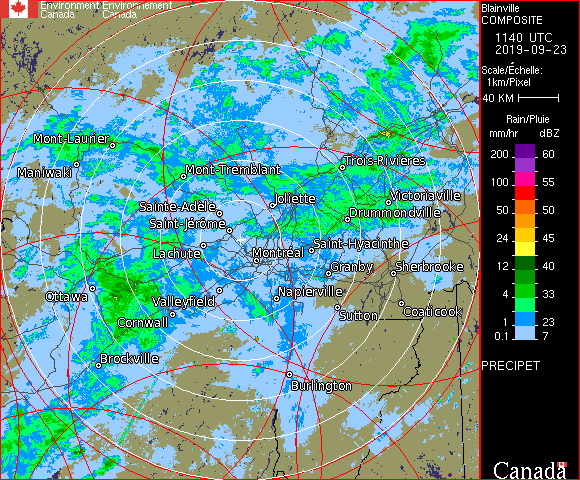 Environment Environnement
Canada Canada
Blainville
COMPOSITE
1140 UTC
2019-09-23
Scale/Échelle:
1km/Pixel
40 KM
Rain/Pluie
mm/hr dBZ
200 60
100 55
50 50
24 45
12 40
4 33
1 23
0.1 7
PRECIPET
Canada
Mont-Laurier
Maniwaki
Mont-Tremblant
Trois-Rivières
Sainte-Adèle
Joliette
Victoriaville
Saint-Jérôme
Drummondville
Lachute
Montréal
Saint-Hyacinthe
Granby
Sherbrooke
Ottawa
Valleyfield
Napierville
Cornwall
Sutton
Coaticook
Brockville
Burlington